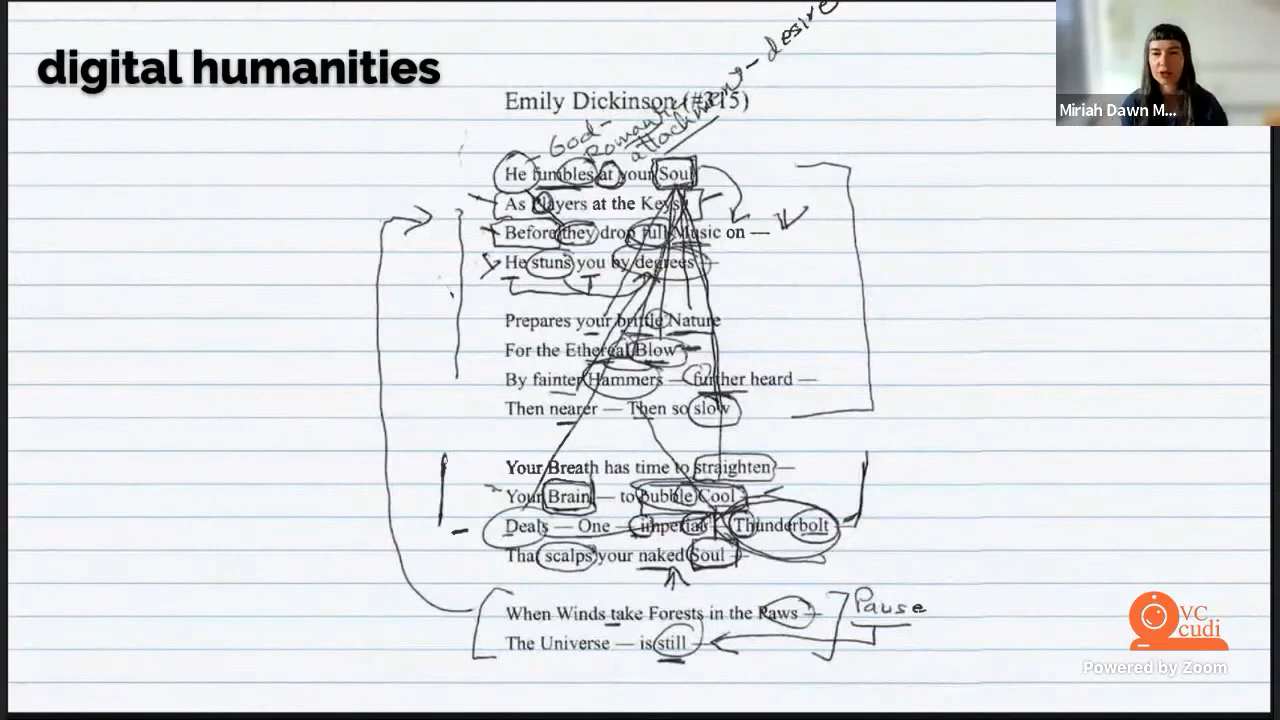 digital humanities
Miriah Dawn M...
Emily Dickinson (#315)
God-
Romantic
attachment - desire
He fumbles at your Soul
As Players at the Keys
Before they drop full Music on —
He stuns you by degrees —
Prepares your brittle Nature
For the Ethereal Blow
By fainter Hammers — further heard —
Then nearer — Then so slow
Your Breath has time to straighten —
Your Brain — to bubble Cool —
Deals — One — imperial — Thunderbolt —
That scalps your naked Soul —
When Winds take Forests in the Paws —
The Universe — is still —
Pause
VC
cudi
Powered by Zoom